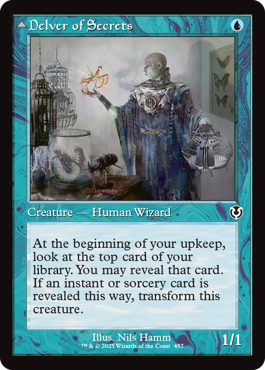 Delver of Secrets
Creature — Human Wizard
At the beginning of your upkeep,
look at the top card of your
library. You may reveal that card.
If an instant or sorcery card is
revealed this way, transform this
creature.
Illus. Nils Hamm
1/1
™ & © 2025 Wizards of the Coast 457